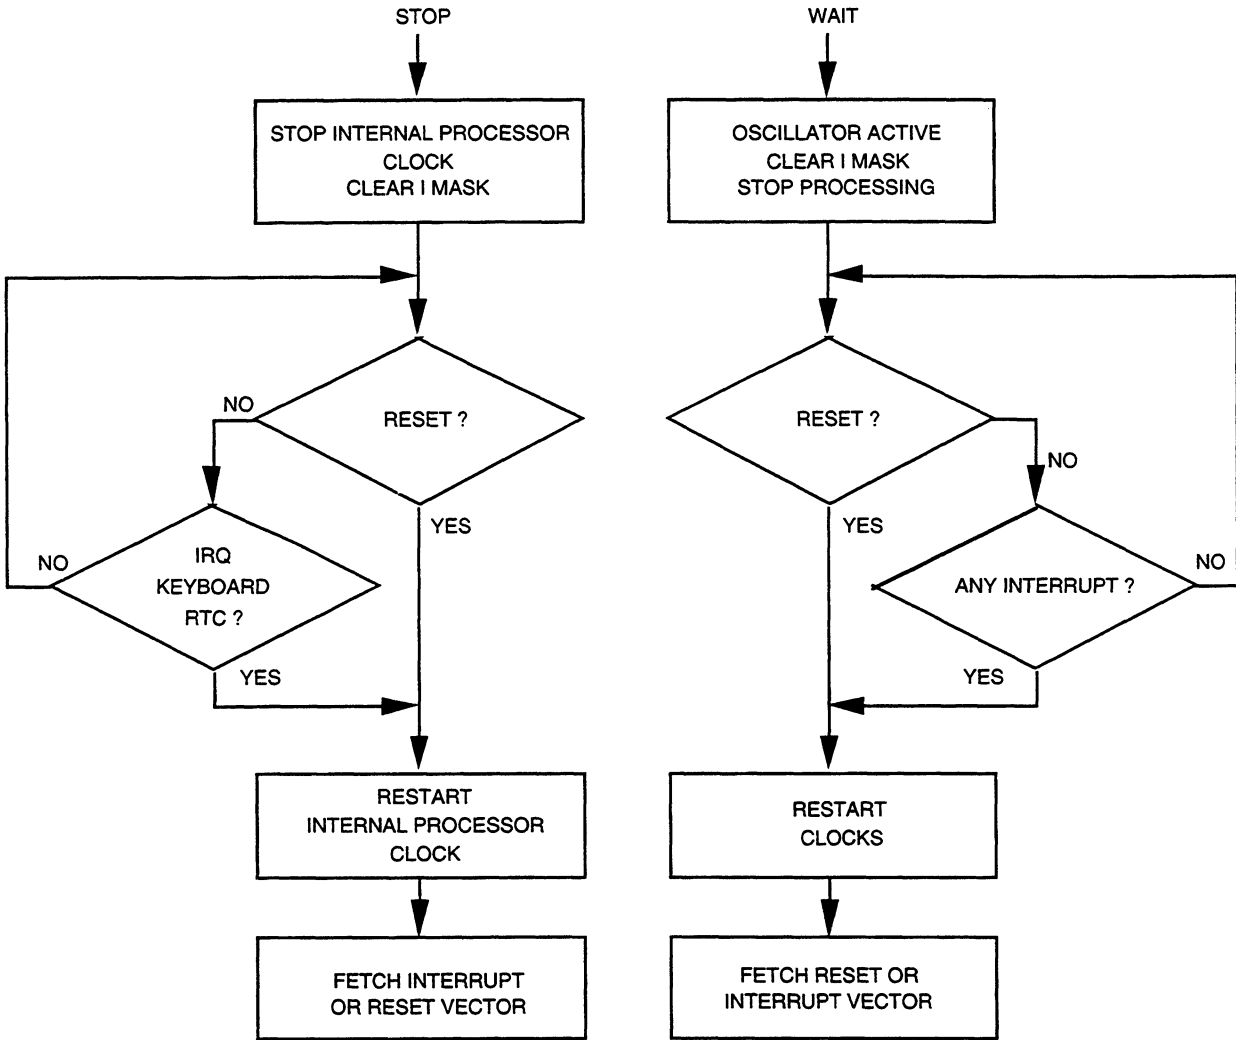 STOP
STOP INTERNAL PROCESSOR
CLOCK
CLEAR I MASK
RESET ?
NO
YES
IRQ
KEYBOARD
RTC ?
NO
YES
RESTART
INTERNAL PROCESSOR
CLOCK
FETCH INTERRUPT
OR RESET VECTOR
WAIT
OSCILLATOR ACTIVE
CLEAR I MASK
STOP PROCESSING
RESET ?
NO
YES
ANY INTERRUPT ?
NO
YES
RESTART
CLOCKS
FETCH RESET OR
INTERRUPT VECTOR